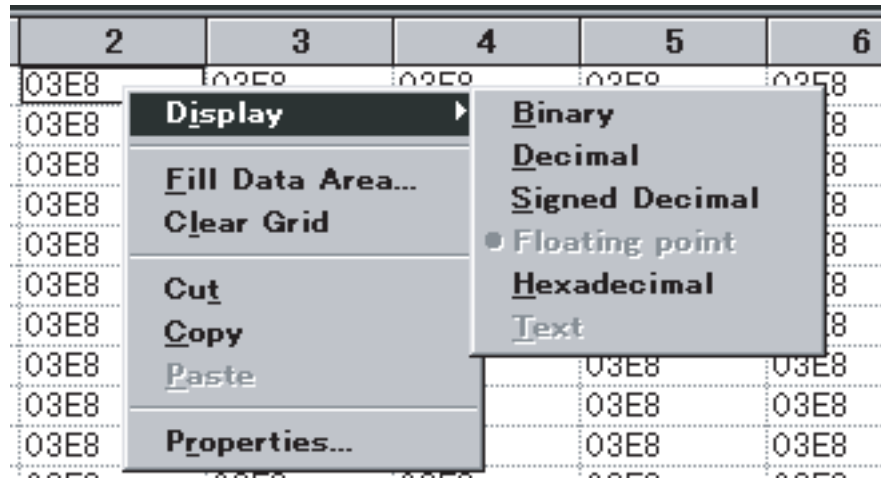 2 3 4 5 6
03E8 03E8 03E8 03E8 03E8
03E8 Display Binary
03E8 Decimal
03E8 Fill Data Area... Signed Decimal
03E8 Clear Grid Floating point
03E8 Cut Hexadecimal
03E8 Copy Text
03E8 Paste 03E8 03E8
03E8 03E8 03E8
03E8 Properties... 03E8 03E8